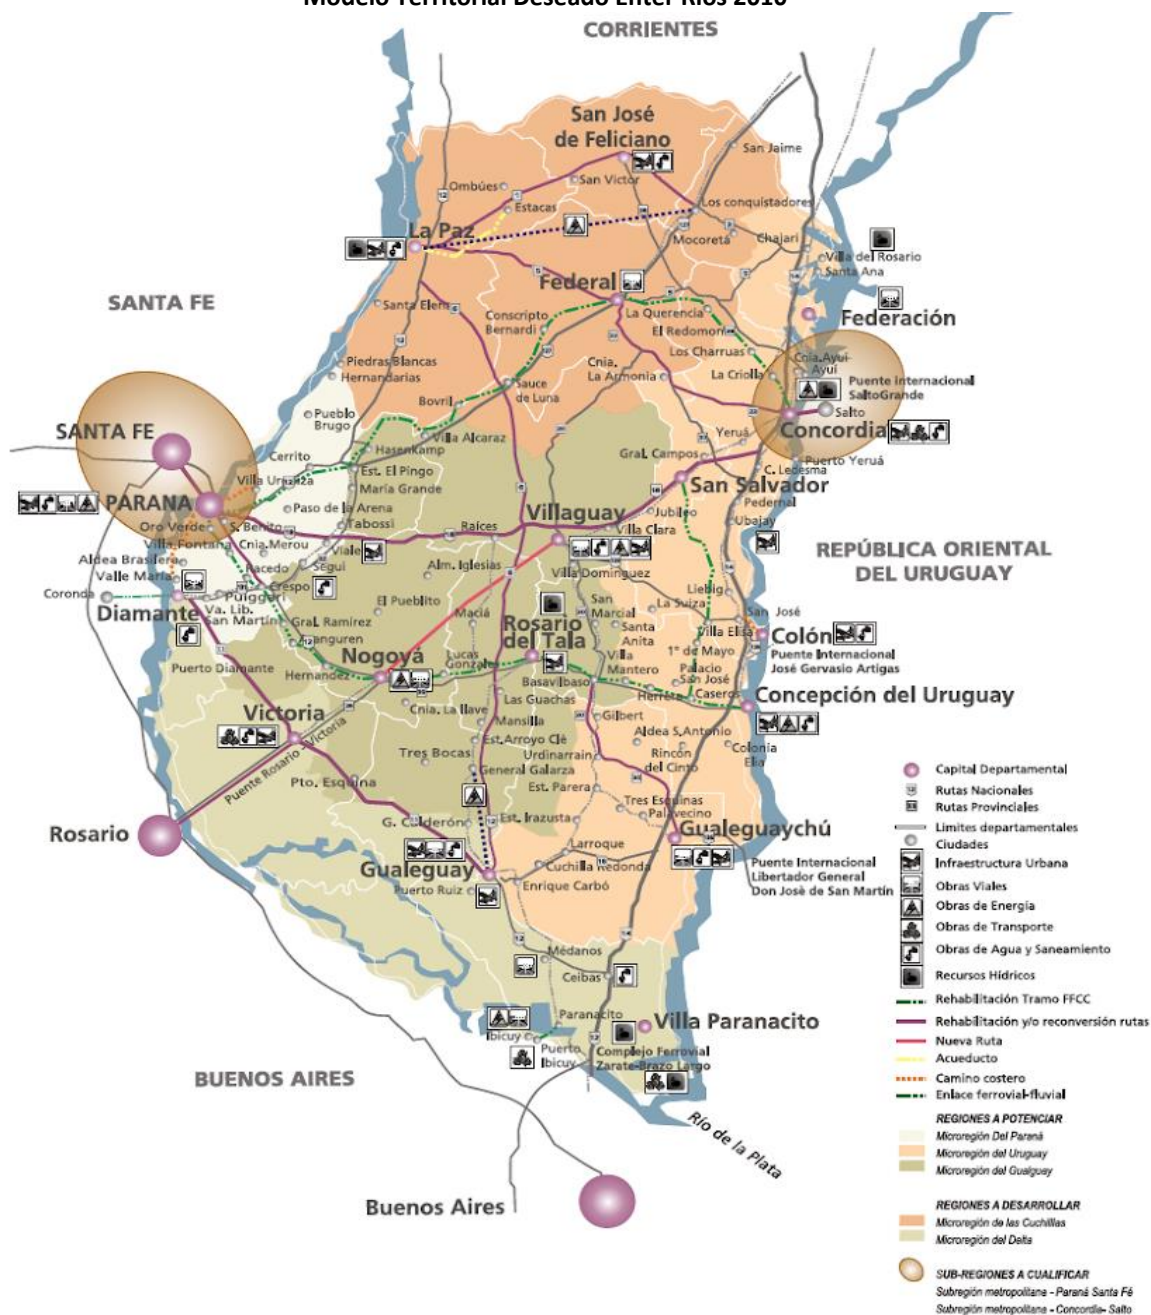 Modelo Territorial Deseado Enter Ríos 2016
CORRIENTES
San José
de Feliciano
San Jaime
Ombúes
San Victor
Estacas
Los conquistadores
La Paz
Mocoretá
Chajari
Villa del Rosario
Santa Ana
SANTA FE
Federal
Santa Elena
Conscripto
Bernardi
La Querencia
El Redomon
Federación
Los Charruas
Cnia.Ayuí
Ayuí
Piedras Blancas
Hernandarias
Cnia.
La Armonia
La Criolla
Puente Internacional
SaltoGrande
Sauce
de Luna
Salto
Bovril
Pueblo
Brugo
Concordia
SANTA FE
Villa Alcaraz
Yeruá
Hasenkamp
Gral. Campos
Puerto Yeruá
Cerrito
Est. El Pingo
C. Ledesma
Villa Urquiza
María Grande
San Salvador
PARANA
Pedernal
Paso de la Arena
Villaguay
Jubileo
Ubajay
Oro Verde
S. Benito
Tabossi
Raíces
Villa Clara
Villa Fontana
Cnia.Merou
Viale
REPÚBLICA ORIENTAL
DEL URUGUAY
Aldea Brasilera
Racedo
Segui
Alm. Iglesias
Villa Dominguez
Valle María
Coronda
Puiggari
Crespo
Liebig
Diamante
El Pueblito
San
Marcial
La Suiza
San José
Va. Lib.
San Martín
Gral. Ramírez
Maciá
Rosario
del Tala
Santa
Anita
Villa Elisa
Colón
Aranguren
Nogoyá
1° de Mayo
Puente Internacional
José Gervasio Artigas
Puerto Diamante
Hernandez
Lucas
Gonzalez
Villa
Mantero
Palacio
San José
Basavilbaso
Herrera
Caseros
Concepción del Uruguay
Las Guachas
Cnia. La llave
Victoria
Mansilla
Gilbert
Aldea S.Antonio
Est.Arroyo Clé
Puente Rosario - Victoria
Tres Bocas
Urdinarrain
Rincón
del Cinto
Colonia
Elia
General Galarza
Pto. Esquina
Est. Parera
Tres Esquinas
Palavecino
Rosario
G. Calderón
Est. Irazusta
Gualeguaychú
Larroque
Gualeguay
Cuchilla Redonda
Puente Internacional
Libertador General
Don Josè de San Martín
Puerto Ruiz
Enrique Carbó
Médanos
Ceibas
Paranacito
Villa Paranacito
Ibicuy
Puerto
Ibicuy
Complejo Ferrovial
Zarate-Brazo Largo
BUENOS AIRES
Río de la Plata
Buenos Aires
Capital Departamental
Rutas Nacionales
Rutas Provinciales
Límites departamentales
Ciudades
Infraestructura Urbana
Obras Viales
Obras de Energía
Obras de Transporte
Obras de Agua y Saneamiento
Recursos Hídricos
Rehabilitación Tramo FFCC
Rehabilitación y/o reconversión rutas
Nueva Ruta
Acueducto
Camino costero
Enlace ferrovial-fluvial
REGIONES A POTENCIAR
Microregión Del Paraná
Microregión del Uruguay
Microregión del Gualguay
REGIONES A DESARROLLAR
Microregión de las Cuchillas
Microregión del Delta
SUB-REGIONES A CUALIFICAR
Subregión metropolitana - Paraná Santa Fé
Subregión metropolitana - Concordia- Salto